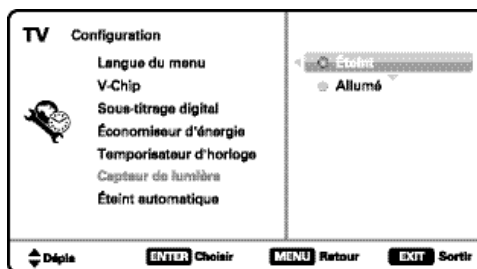 TV Configuration
Langue du menu
V-Chip
Sous-titrage digital
Économiseur d'énergie
Temporisateur d'horloge
Capteur de lumière
Éteint automatique
Éteint
Allumé
Dépla ENTER Choisir MENU Retour EXIT Sortir